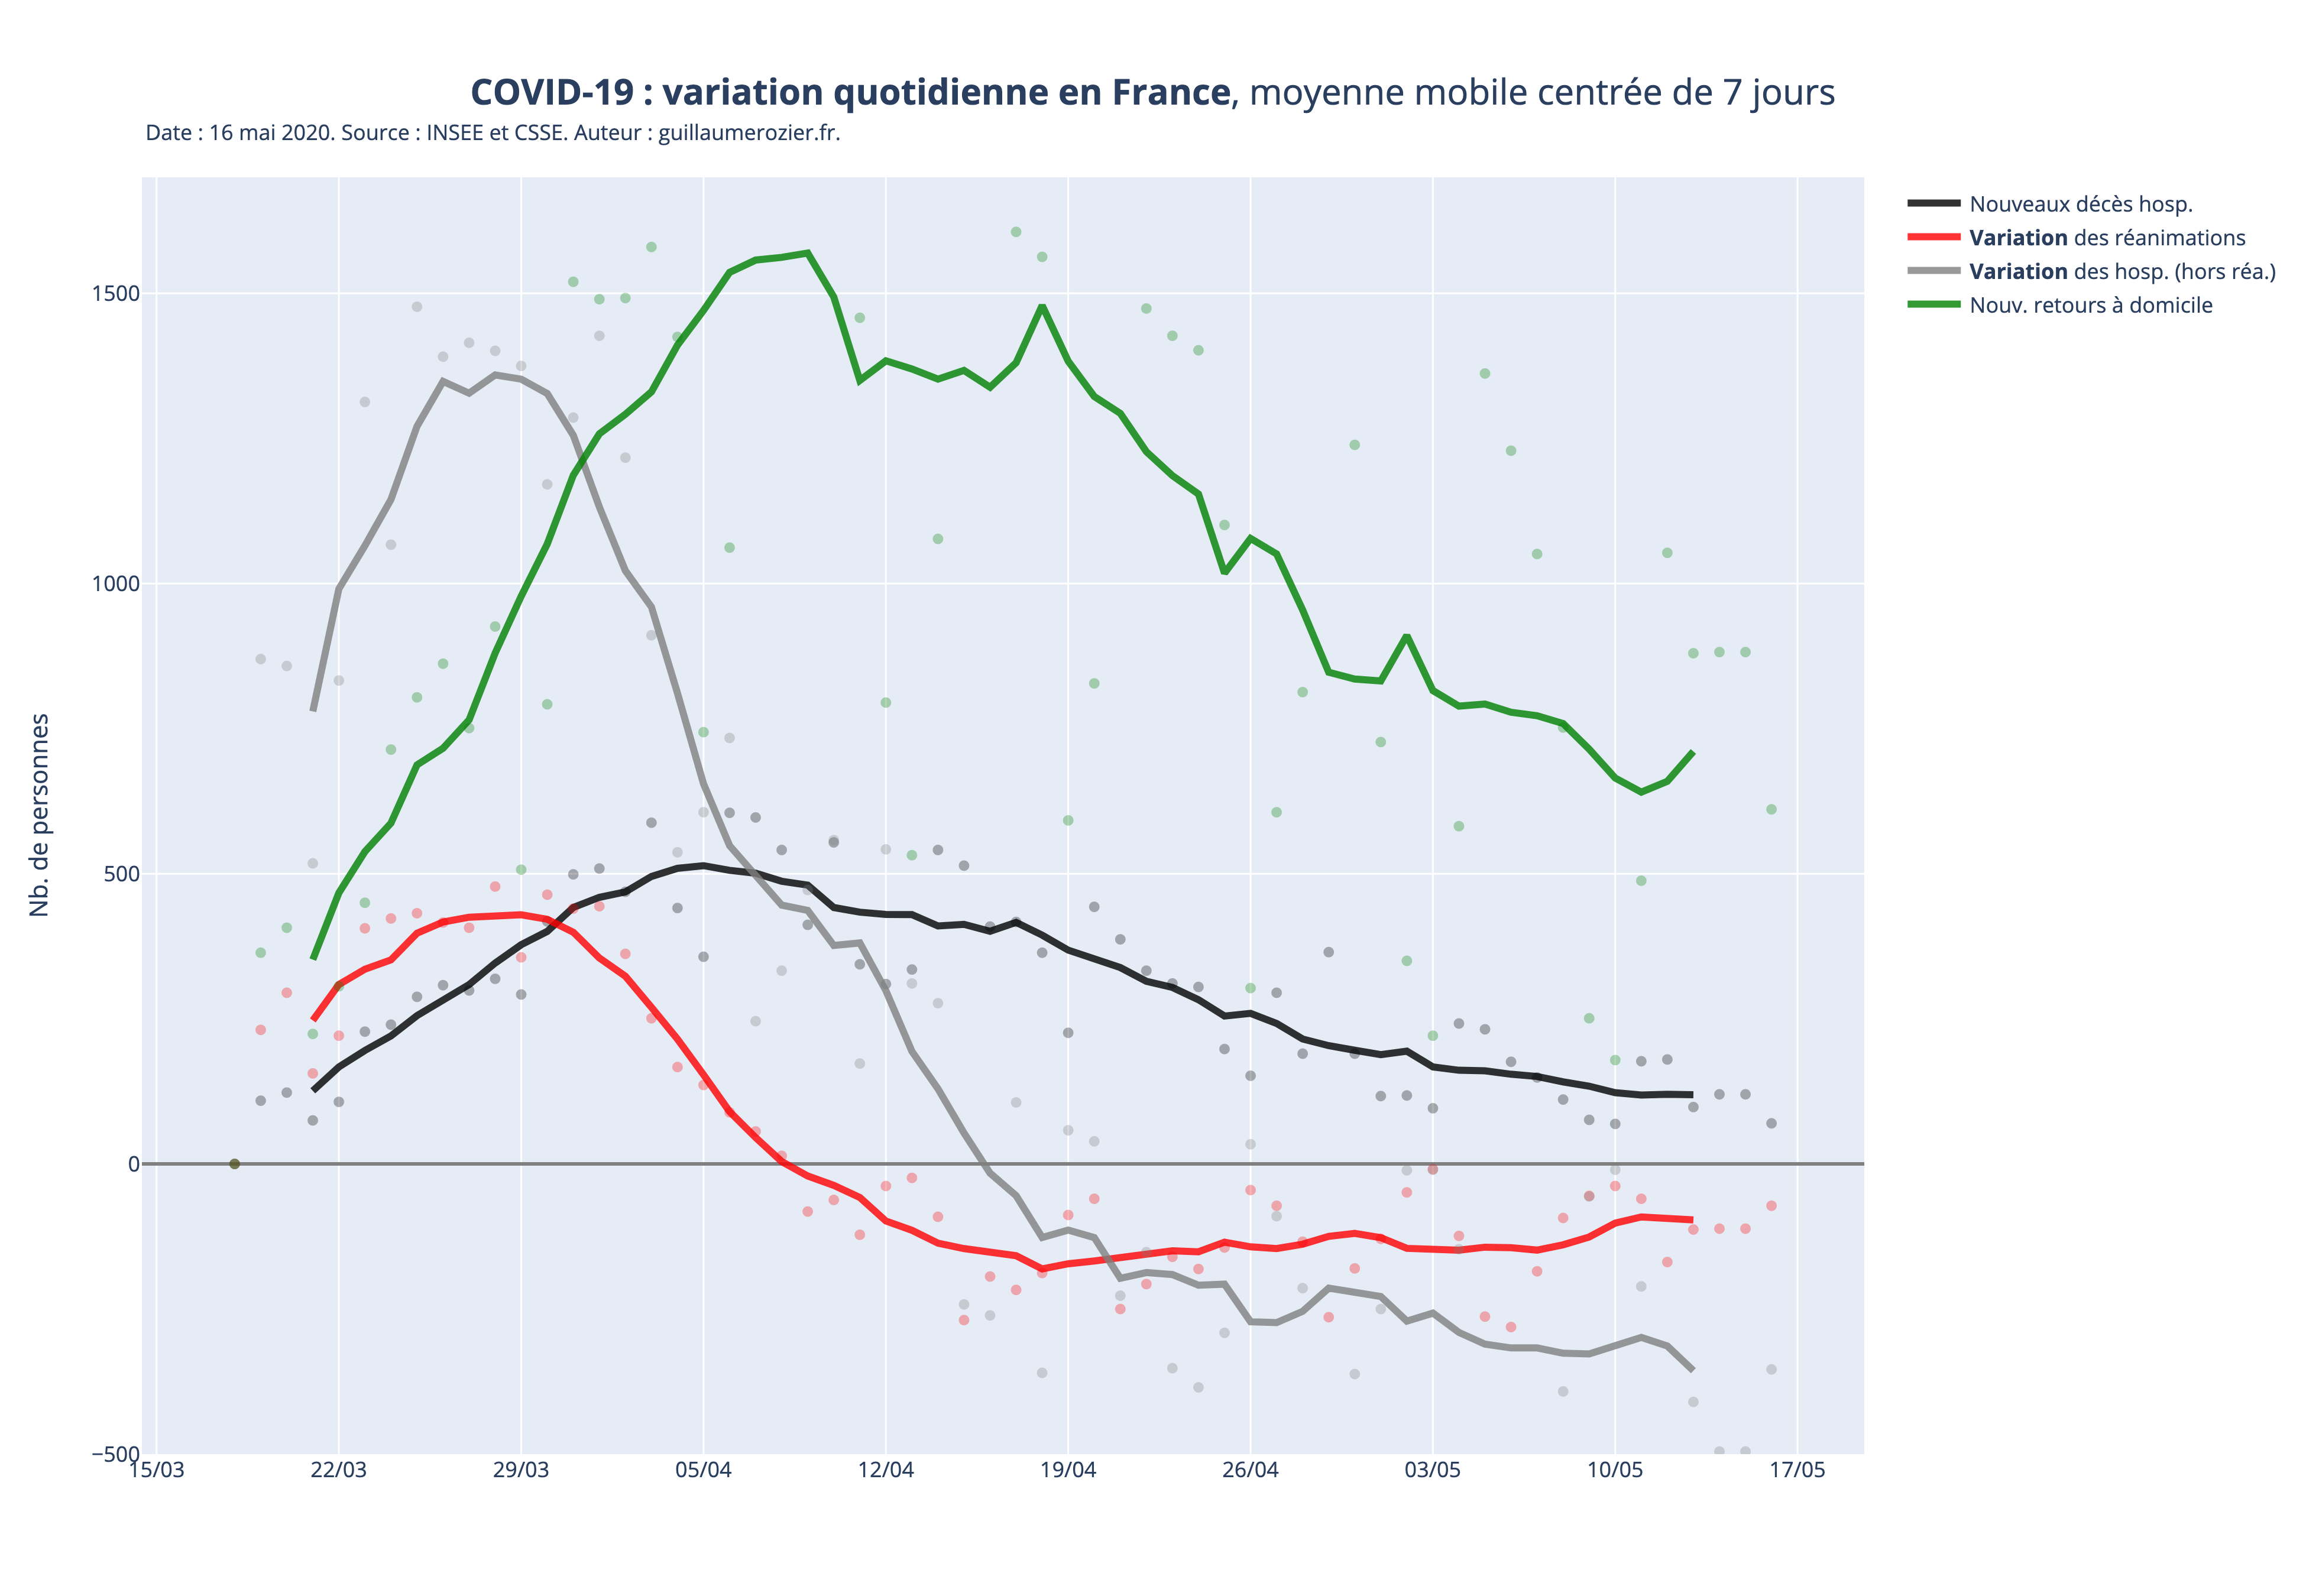 COVID-19 : variation quotidienne en France, moyenne mobile centrée de 7 jours
Date : 16 mai 2020. Source : INSEE et CSSE. Auteur : guillaumerozier.fr.
Nouveaux décès hosp.
Variation des réanimations
Variation des hosp. (hors réa.)
Nouv. retours à domicile
Nb. de personnes
1500
1000
500
0
−500
15/03 22/03 29/03 05/04 12/04 19/04 26/04 03/05 10/05 17/05